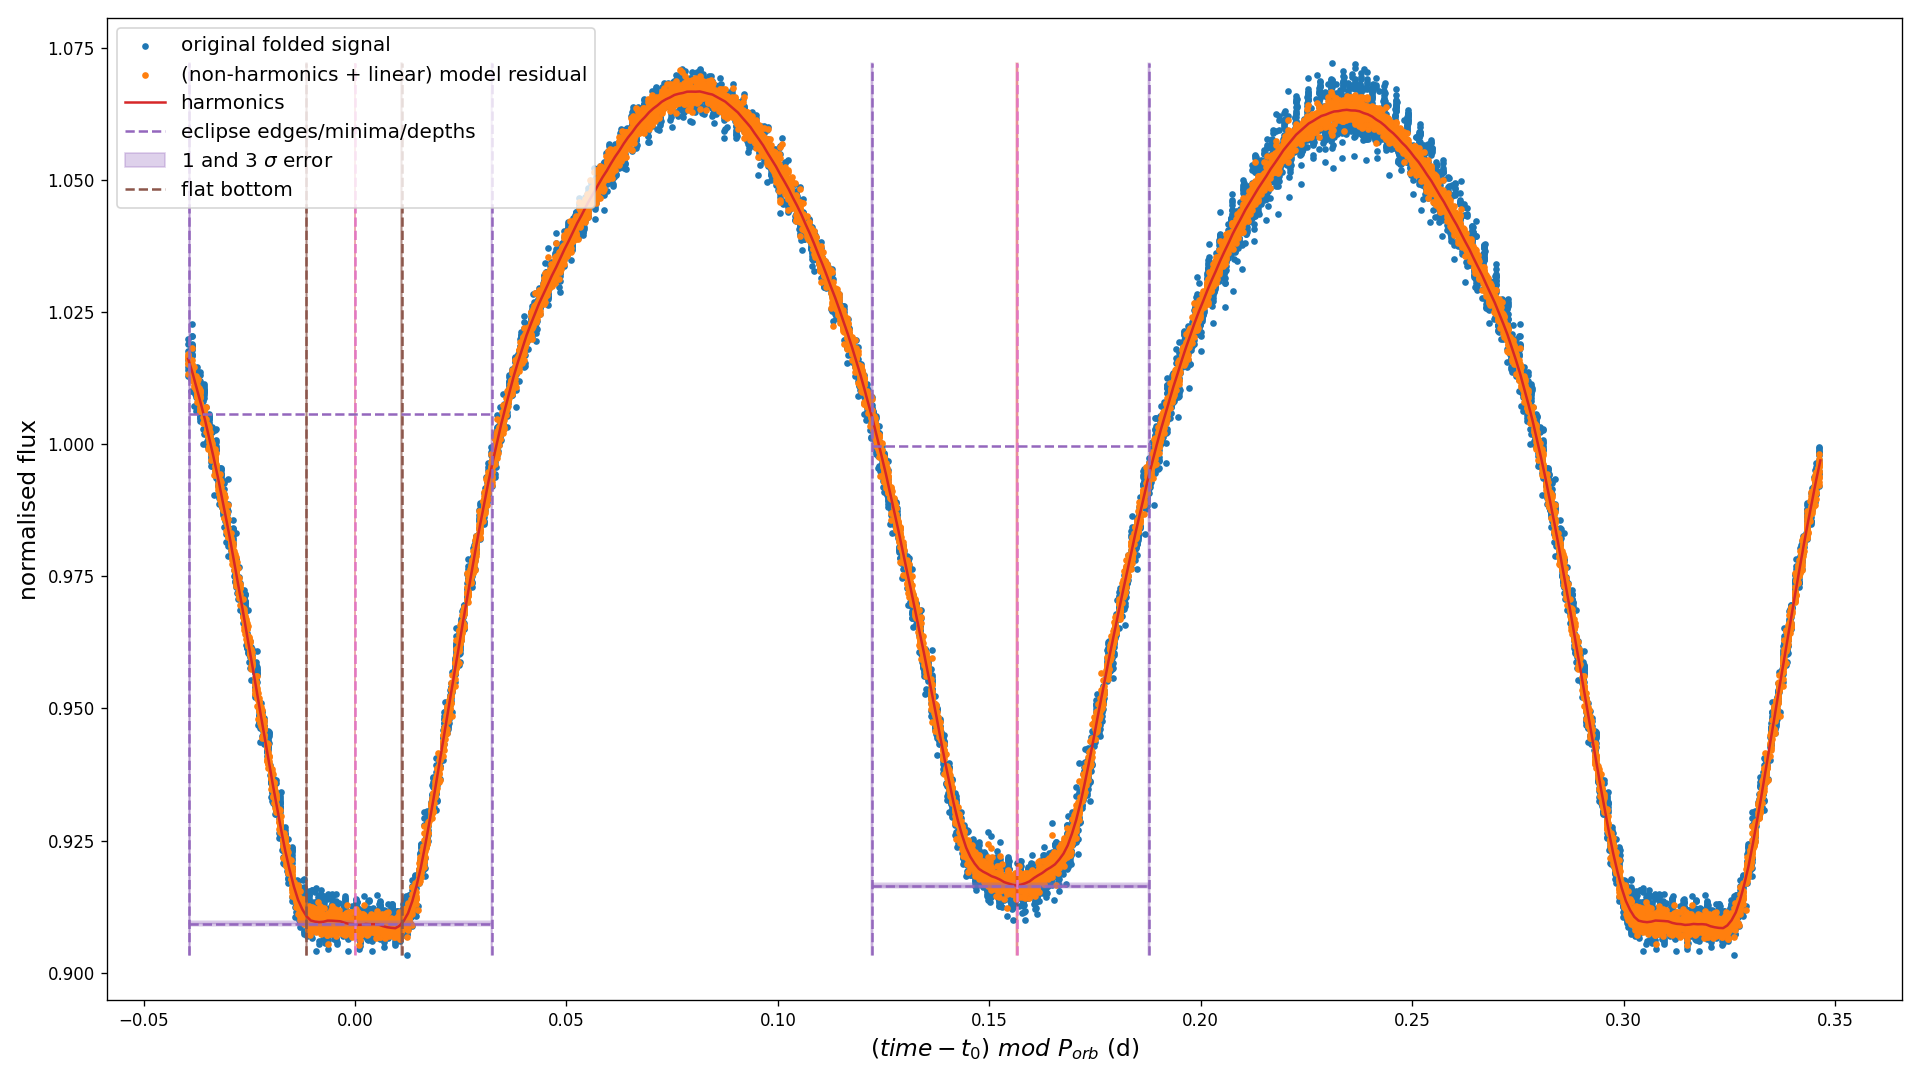 original folded signal
(non-harmonics + linear) model residual
harmonics
eclipse edges/minima/depths
1 and 3 σ error
flat bottom
normalised flux
1.075
1.050
1.025
1.000
0.975
0.950
0.925
0.900
−0.05 0.00 0.05 0.10 0.15 0.20 0.25 0.30 0.35
(time − t₀) mod Pₒᵣb (d)